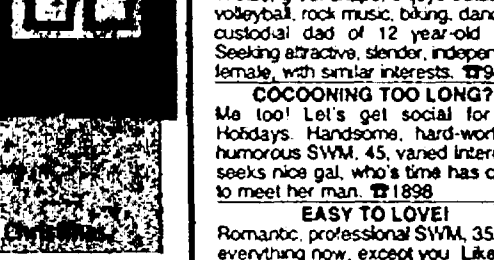 volleyball, rock music, biking, danc
custodial dad of 12 year-old
Seeking attractive, slender, indepen
female, with similar interests. ☎9
COCOONING TOO LONG?
Me too! Let's get social for
Holidays. Handsome, hard-wor
humorous SWM, 45, varied inter
seeks nice gal, who's time has c
to meet her man. ☎1898
EASY TO LOVE!
Romantic, professional SWM, 35
everything now, except you. Like